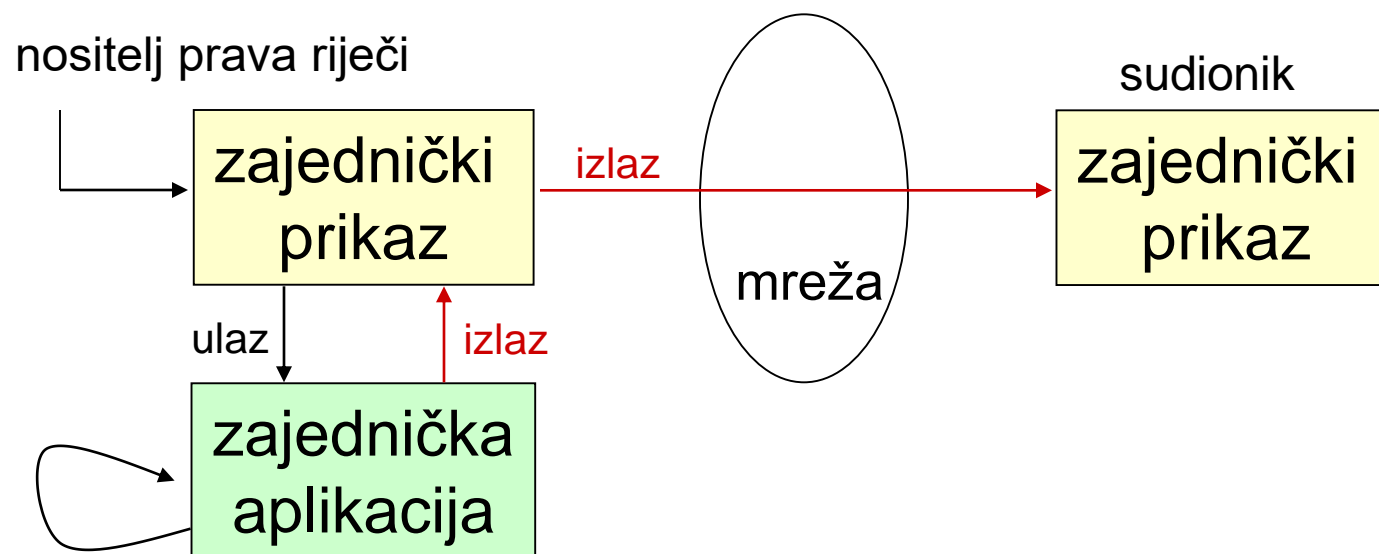 nositelj prava riječi
sudionik
zajednički
prikaz
izlaz
zajednički
prikaz
mreža
ulaz
izlaz
zajednička
aplikacija